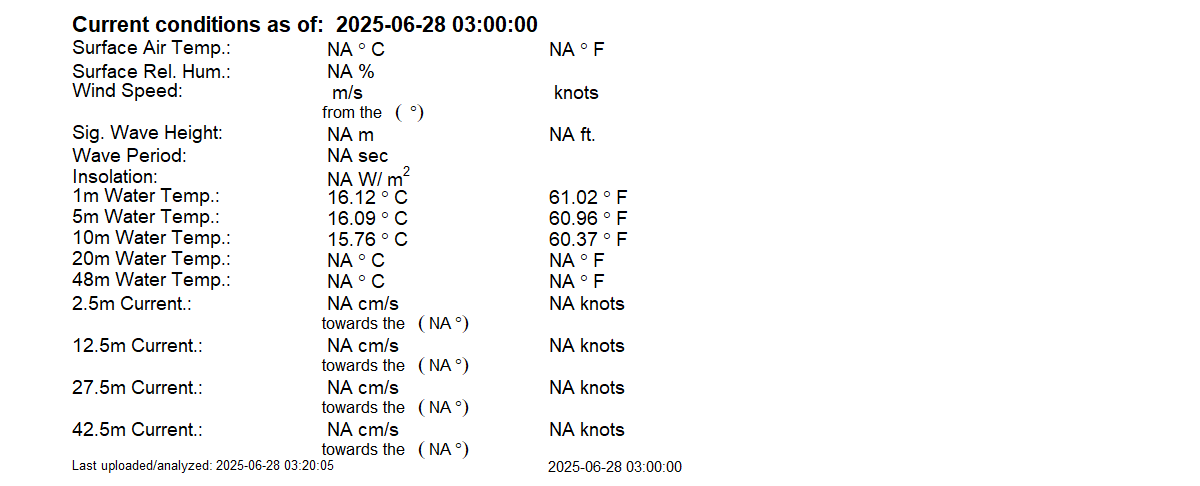 Current conditions as of: 2025-06-28 03:00:00
Surface Air Temp.: NA ° C NA ° F
Surface Rel. Hum.: NA %
Wind Speed: m/s knots
from the ( °)
Sig. Wave Height: NA m NA ft.
Wave Period: NA sec
Insolation: NA W/ m²
1m Water Temp.: 16.12 ° C 61.02 ° F
5m Water Temp.: 16.09 ° C 60.96 ° F
10m Water Temp.: 15.76 ° C 60.37 ° F
20m Water Temp.: NA ° C NA ° F
48m Water Temp.: NA ° C NA ° F
2.5m Current.: NA cm/s NA knots
towards the ( NA °)
12.5m Current.: NA cm/s NA knots
towards the ( NA °)
27.5m Current.: NA cm/s NA knots
towards the ( NA °)
42.5m Current.: NA cm/s NA knots
towards the ( NA °)
Last uploaded/analyzed: 2025-06-28 03:20:05 2025-06-28 03:00:00